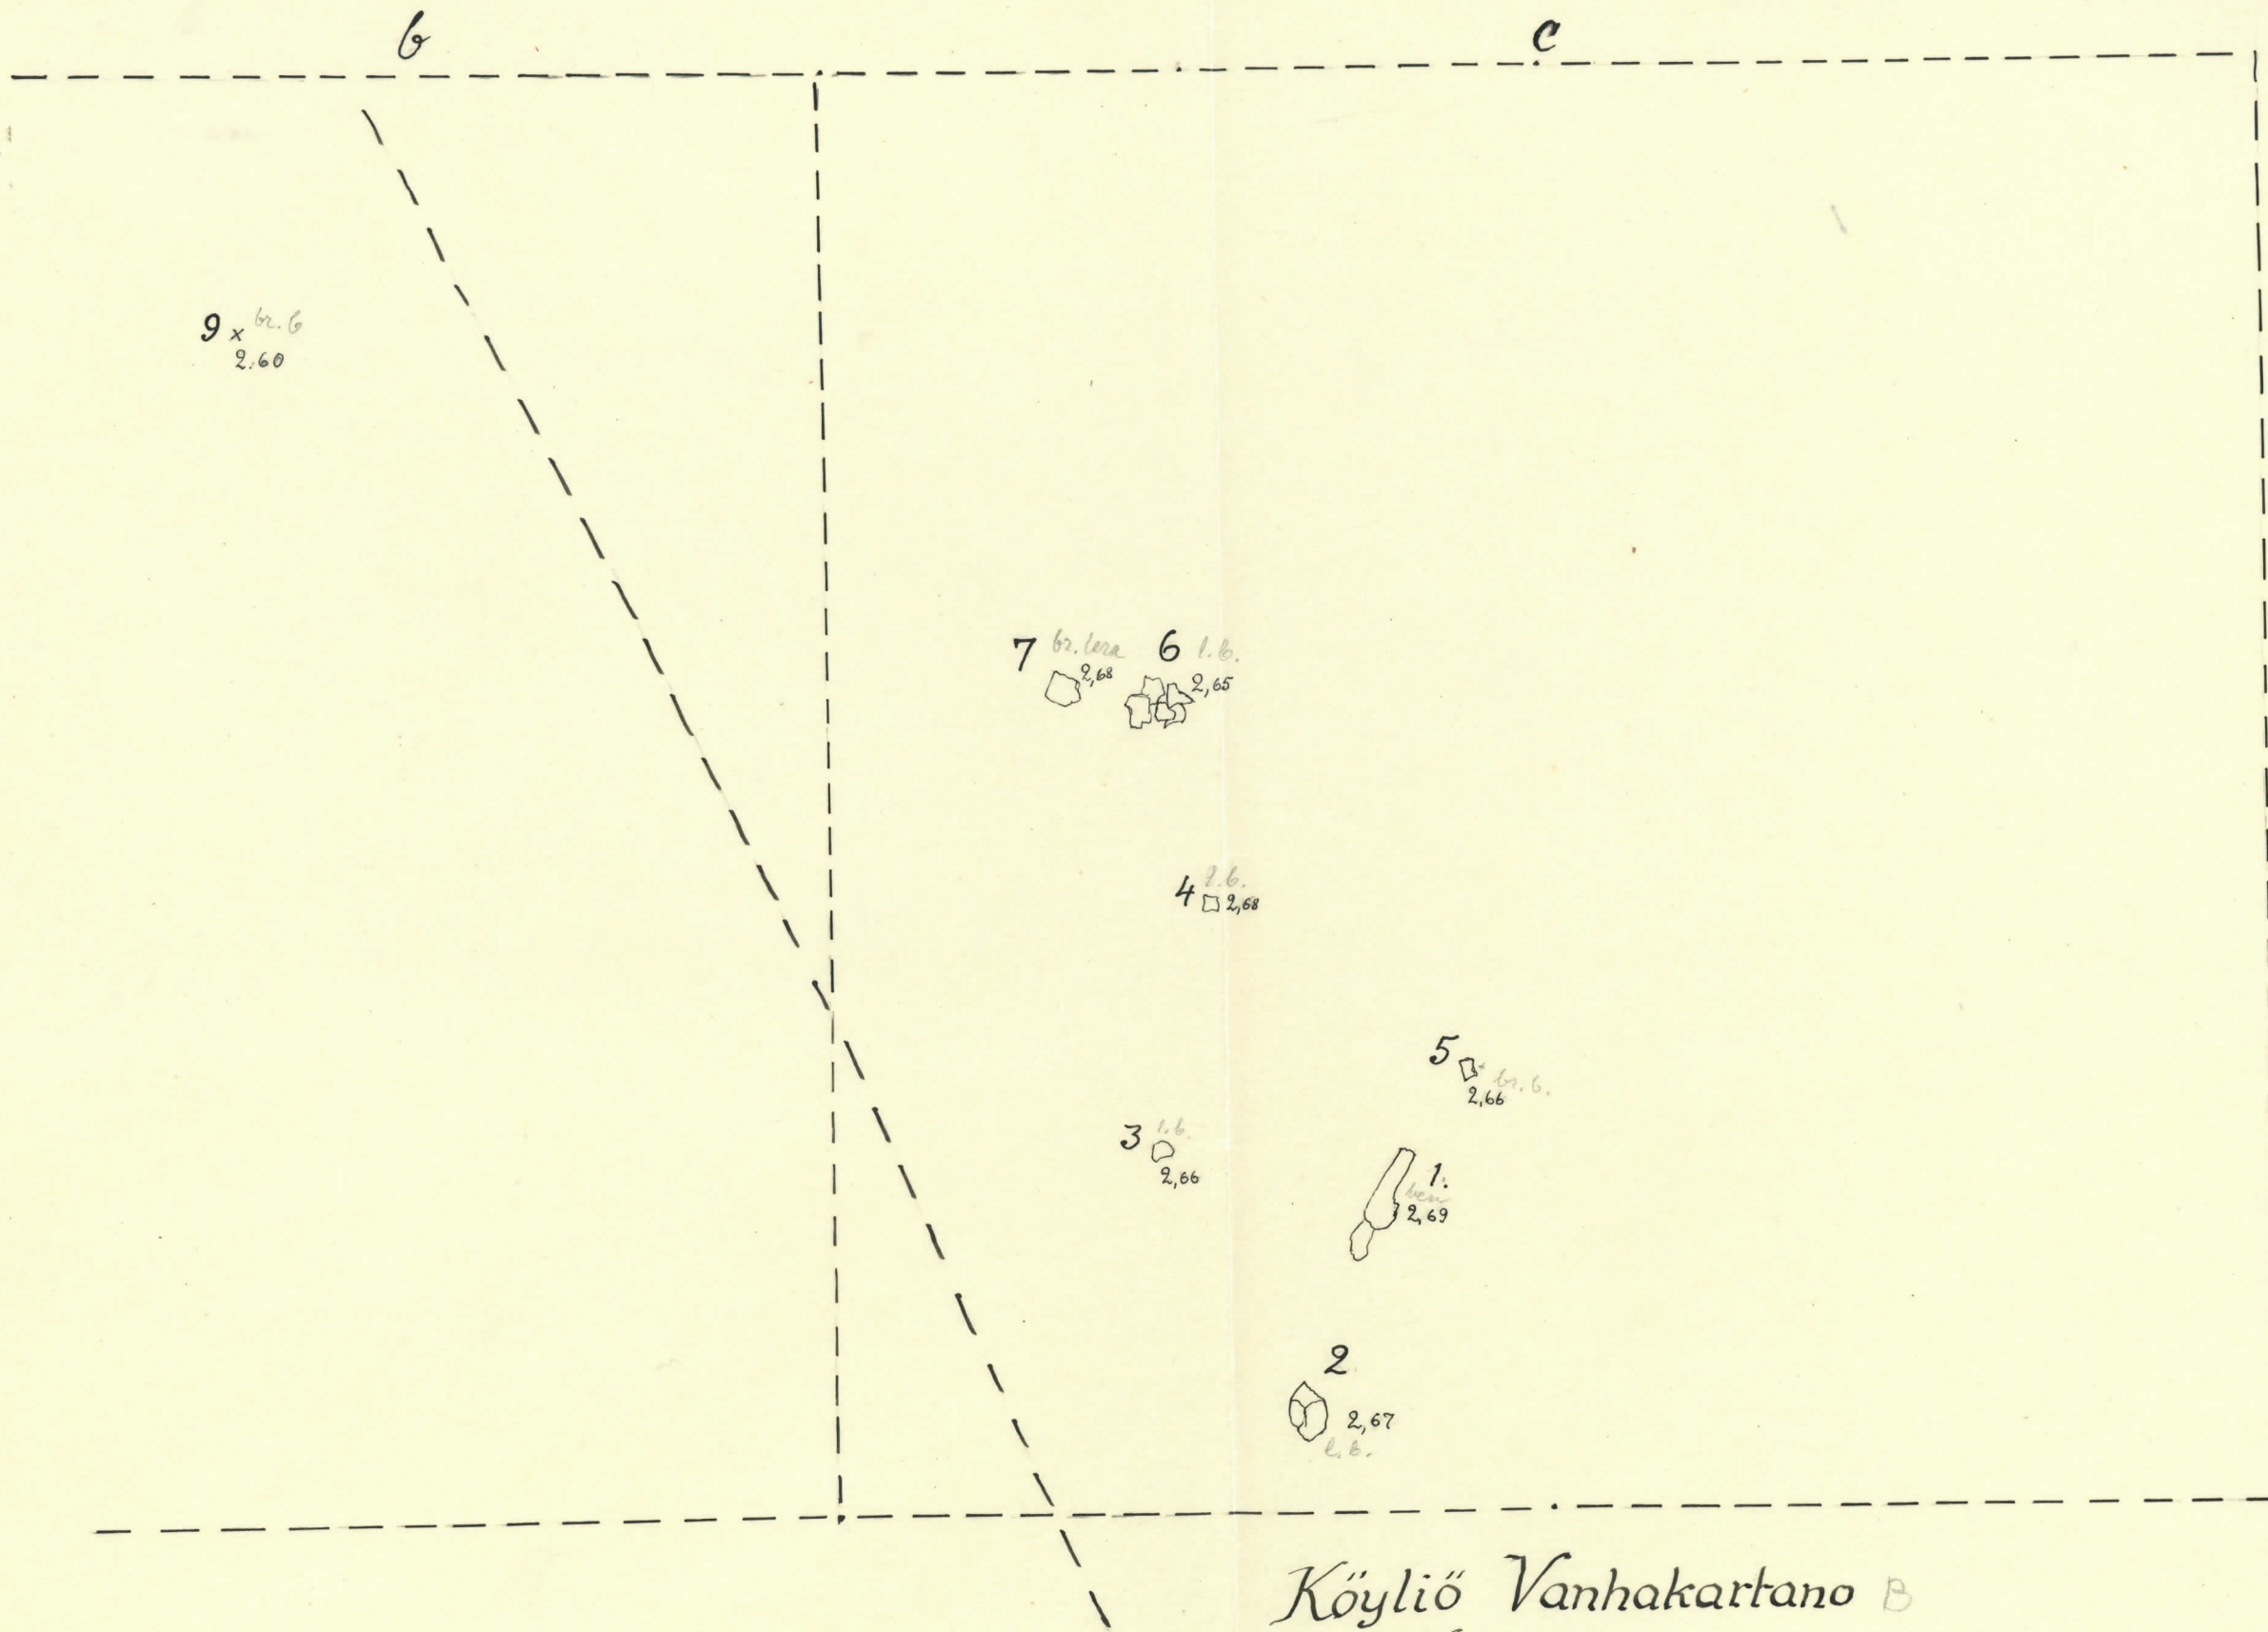 b
c
9 x br. b
2.60
7 br. lera
2,68
6 l.b.
2,65
l.b.
4 2,68
5 br. b.
2,66
3 l.b.
2,66
1.
ben
2,69
2
2,67
l.b.
Köyliö Vanhakartano B